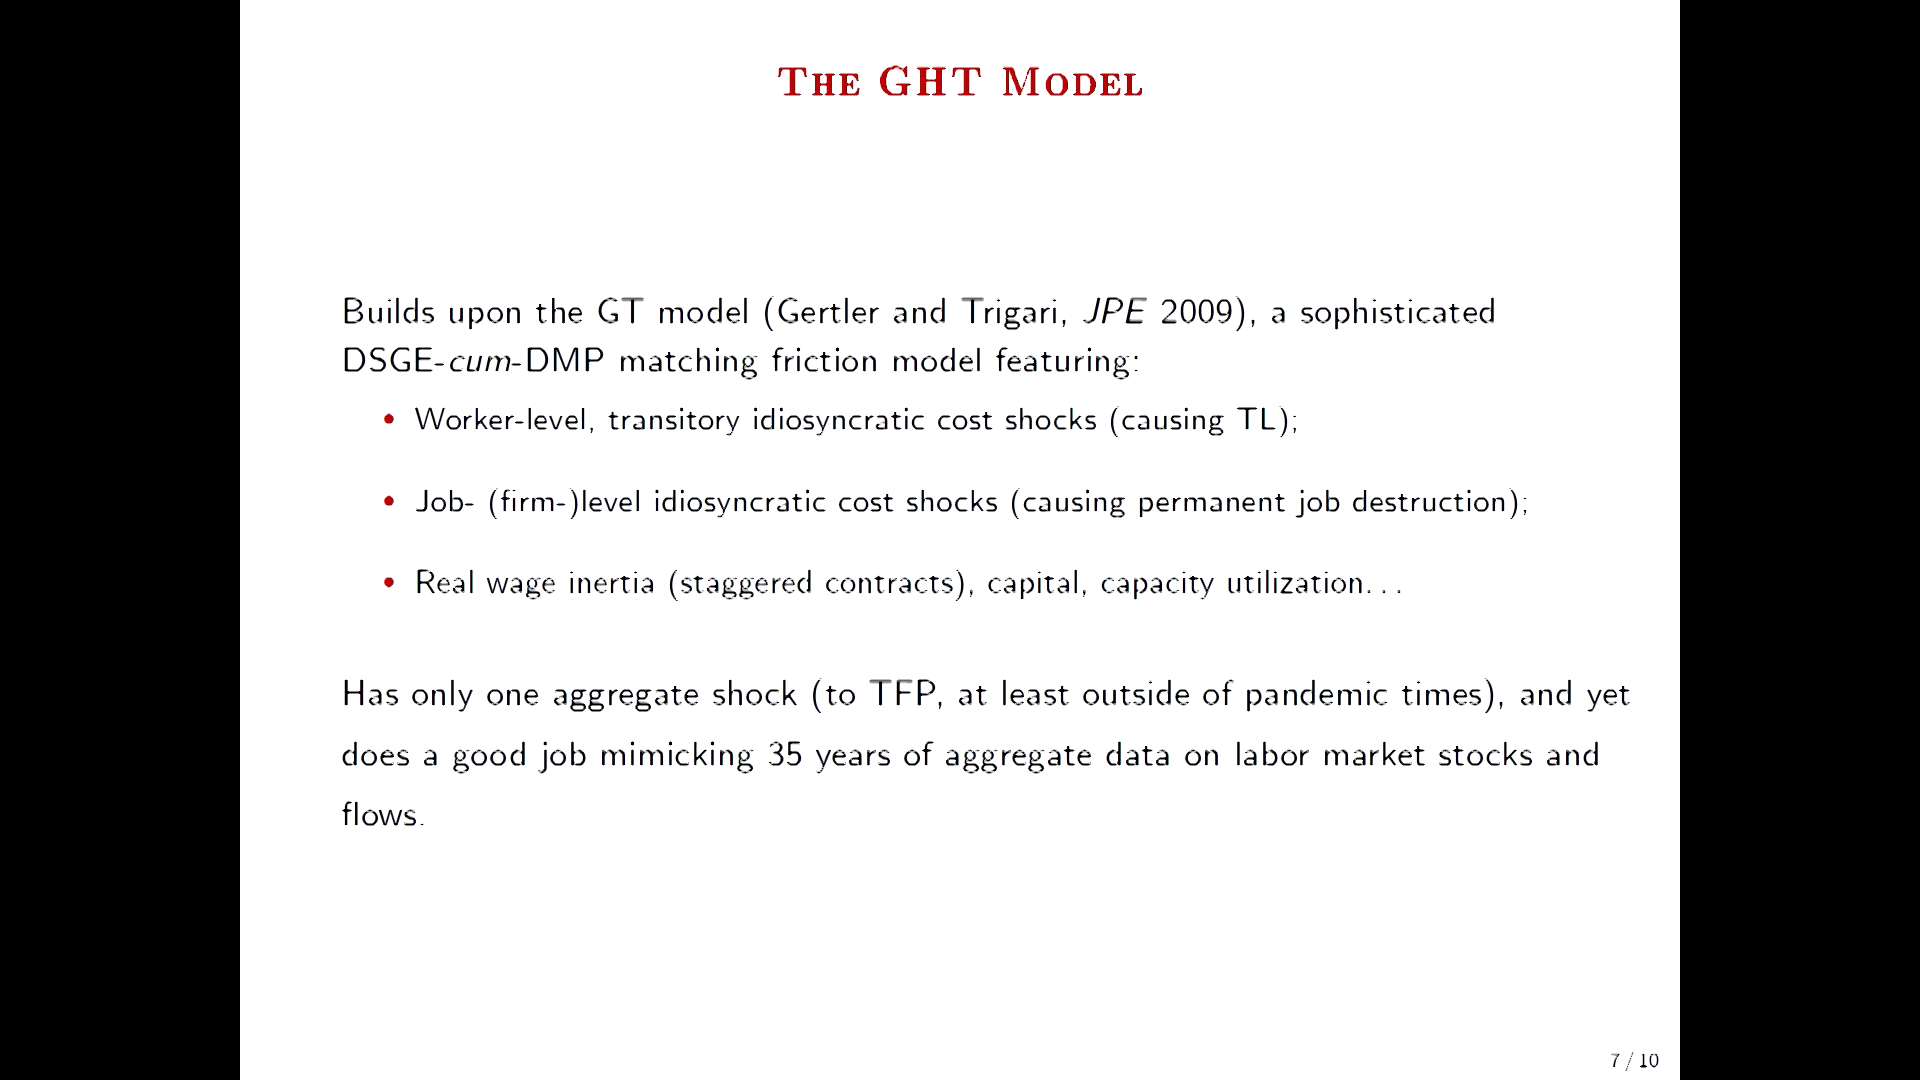 The GHT Model
Builds upon the GT model (Gertler and Trigari, JPE 2009), a sophisticated
DSGE-cum-DMP matching friction model featuring:
• Worker-level, transitory idiosyncratic cost shocks (causing TL);
• Job- (firm-)level idiosyncratic cost shocks (causing permanent job destruction);
• Real wage inertia (staggered contracts), capital, capacity utilization...
Has only one aggregate shock (to TFP, at least outside of pandemic times), and yet
does a good job mimicking 35 years of aggregate data on labor market stocks and
flows.
7 / 10